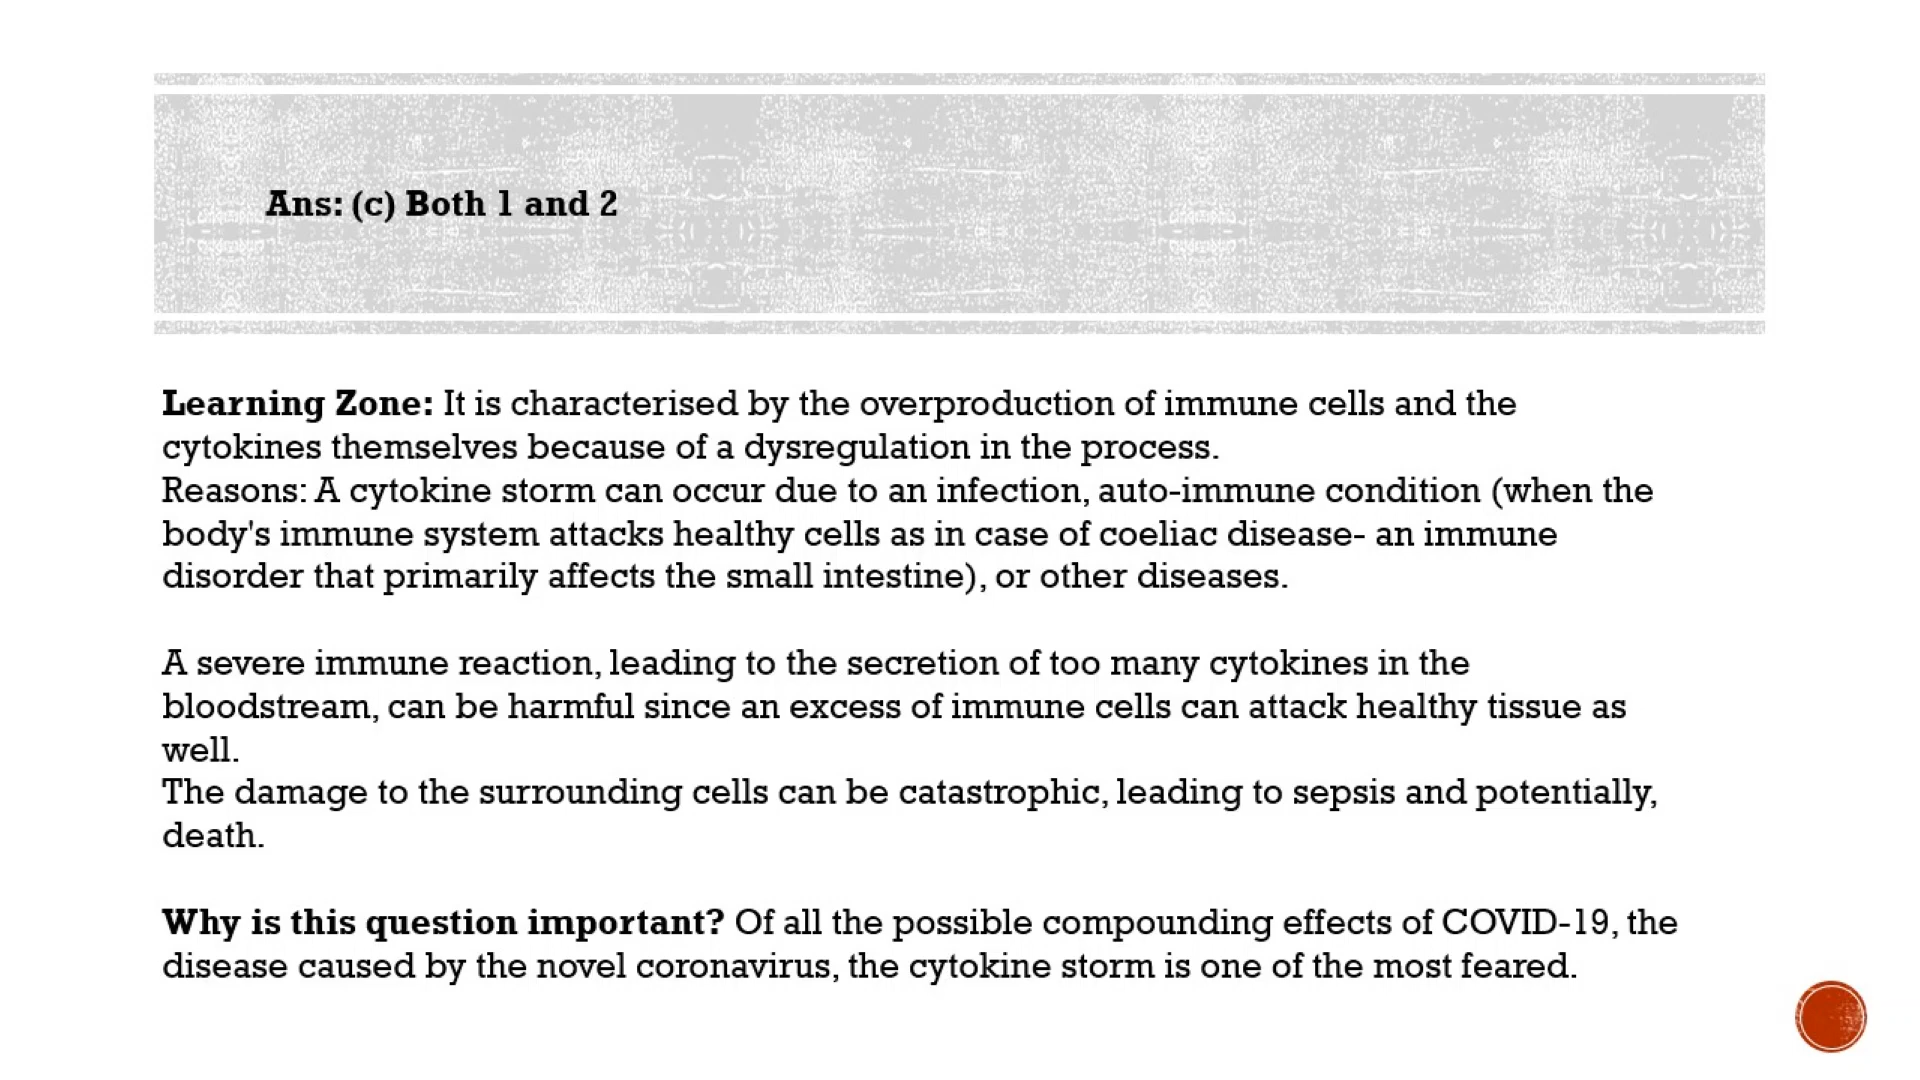 Ans: (c) Both 1 and 2
Learning Zone: It is characterised by the overproduction of immune cells and the
cytokines themselves because of a dysregulation in the process.
Reasons: A cytokine storm can occur due to an infection, auto-immune condition (when the
body's immune system attacks healthy cells as in case of coeliac disease- an immune
disorder that primarily affects the small intestine), or other diseases.
A severe immune reaction, leading to the secretion of too many cytokines in the
bloodstream, can be harmful since an excess of immune cells can attack healthy tissue as
well.
The damage to the surrounding cells can be catastrophic, leading to sepsis and potentially,
death.
Why is this question important? Of all the possible compounding effects of COVID-19, the
disease caused by the novel coronavirus, the cytokine storm is one of the most feared.